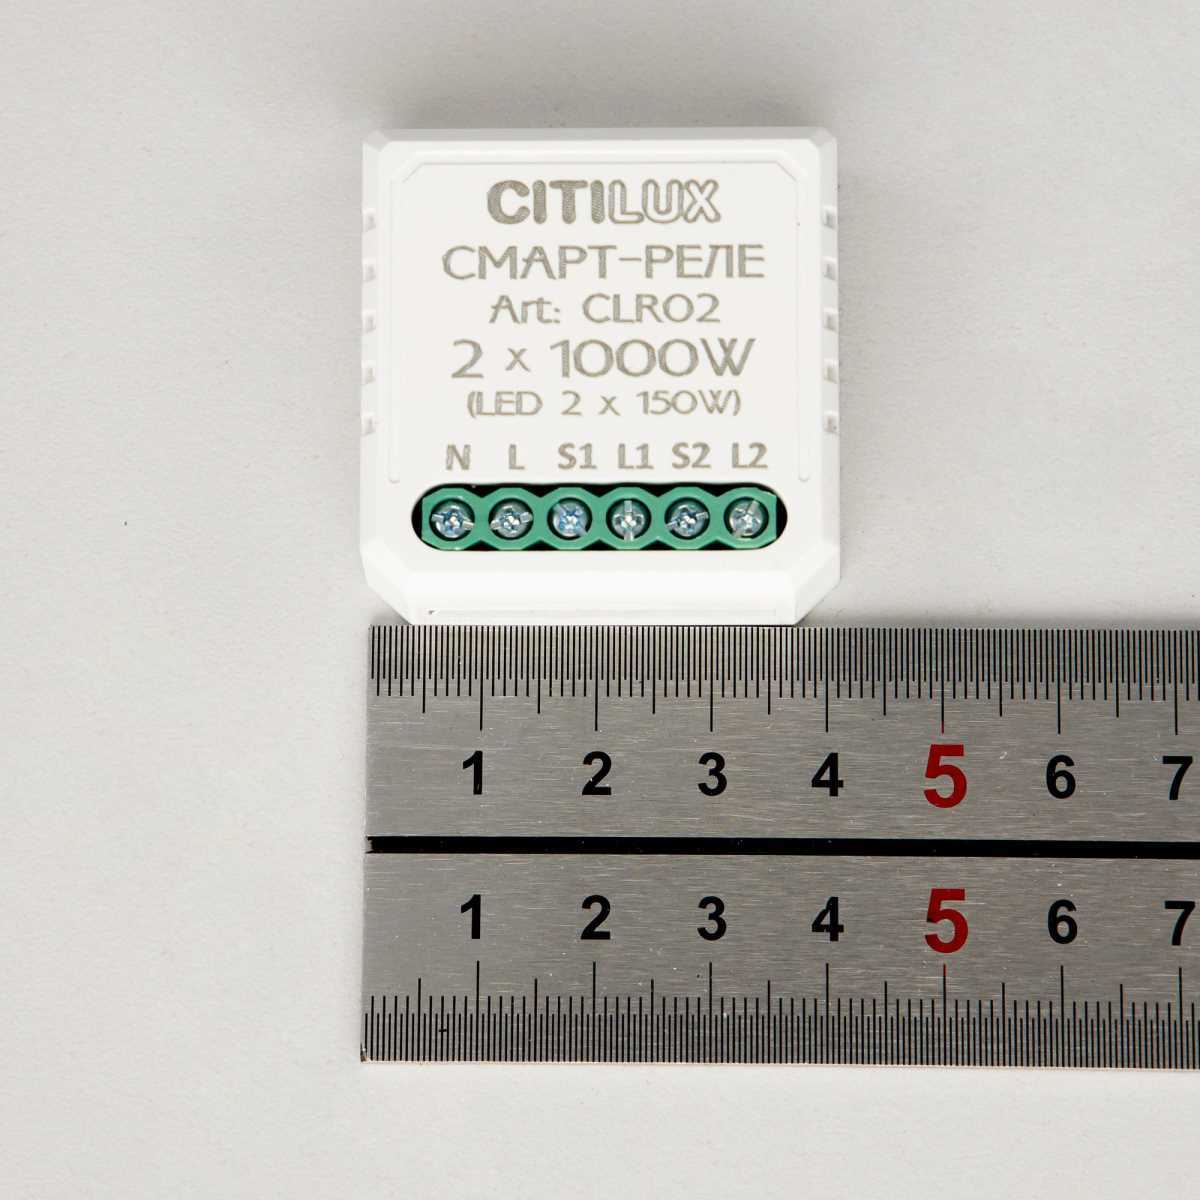 CITILUX
СМАРТ-РЕЛЕ
Art: CLR02
2 x 1000W
(LED 2 x 150W)
N L S1 L1 S2 L2
1 2 3 4 5 6 7
1 2 3 4 5 6 7